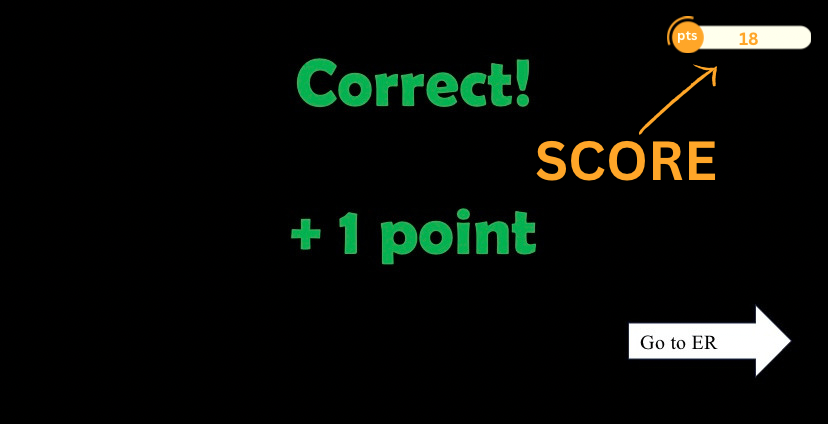 pts 18
Correct!
SCORE
+ 1 point
Go to ER